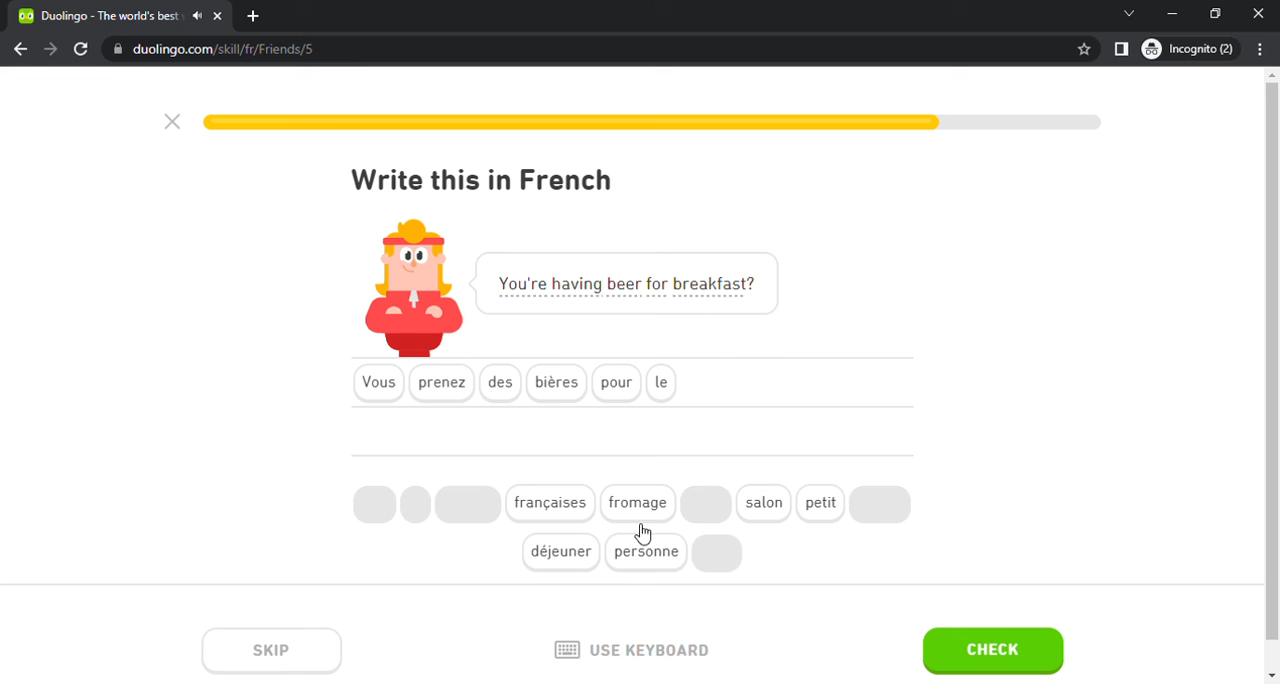 Duolingo - The world's best
duolingo.com/skill/fr/Friends/5
Incognito (2)
Write this in French
You're having beer for breakfast?
Vous prenez des bières pour le
françaises fromage salon petit
déjeuner personne
SKIP USE KEYBOARD CHECK